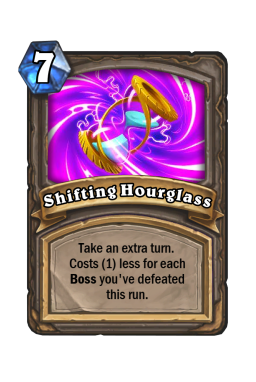 7
Shifting Hourglass
Take an extra turn.
Costs (1) less for each
Boss you've defeated
this run.